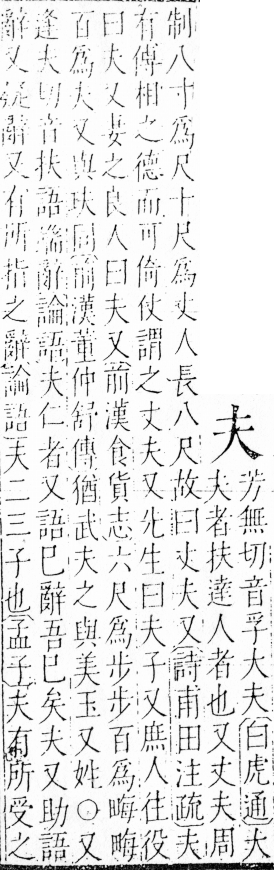 夫
芳無切音孚大夫白虎通大
夫者扶達人者也又丈夫周
制八寸爲尺十尺爲丈人長八尺故曰丈夫又詩甫田注疏夫
有傅相之德而可倚仗謂之丈夫又先生曰夫子又庶人往役
曰夫又妻之良人曰夫又前漢食貨志六尺爲步步百爲畮畮
百爲夫又與玞同前漢董仲舒傳猶武夫之與美玉又姓〇又
逢夫切音扶語端辭論語夫仁者又語巳辭吾巳矣夫又助語
辭又疑辭又有所指之辭論語夫二三子也孟子夫有所受之